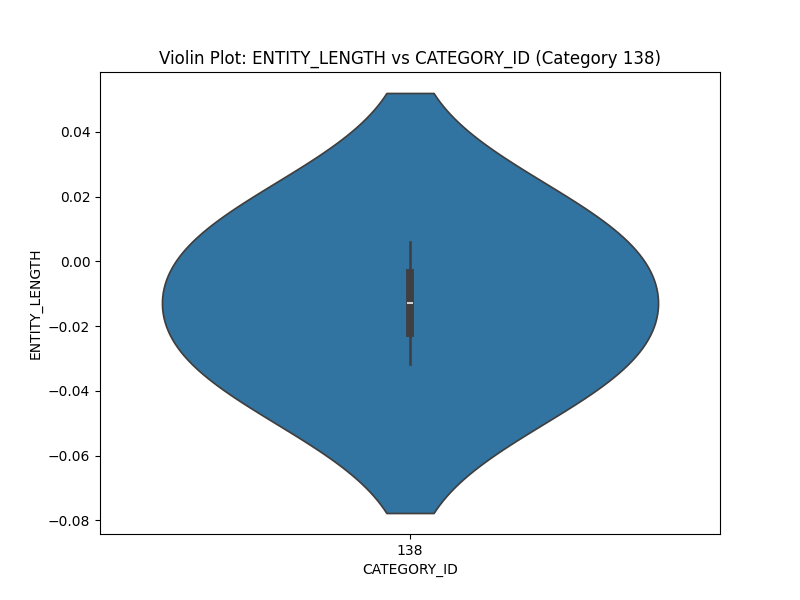 Violin Plot: ENTITY_LENGTH vs CATEGORY_ID (Category 138)
0.04
0.02
0.00
−0.02
−0.04
−0.06
−0.08
ENTITY_LENGTH
138
CATEGORY_ID